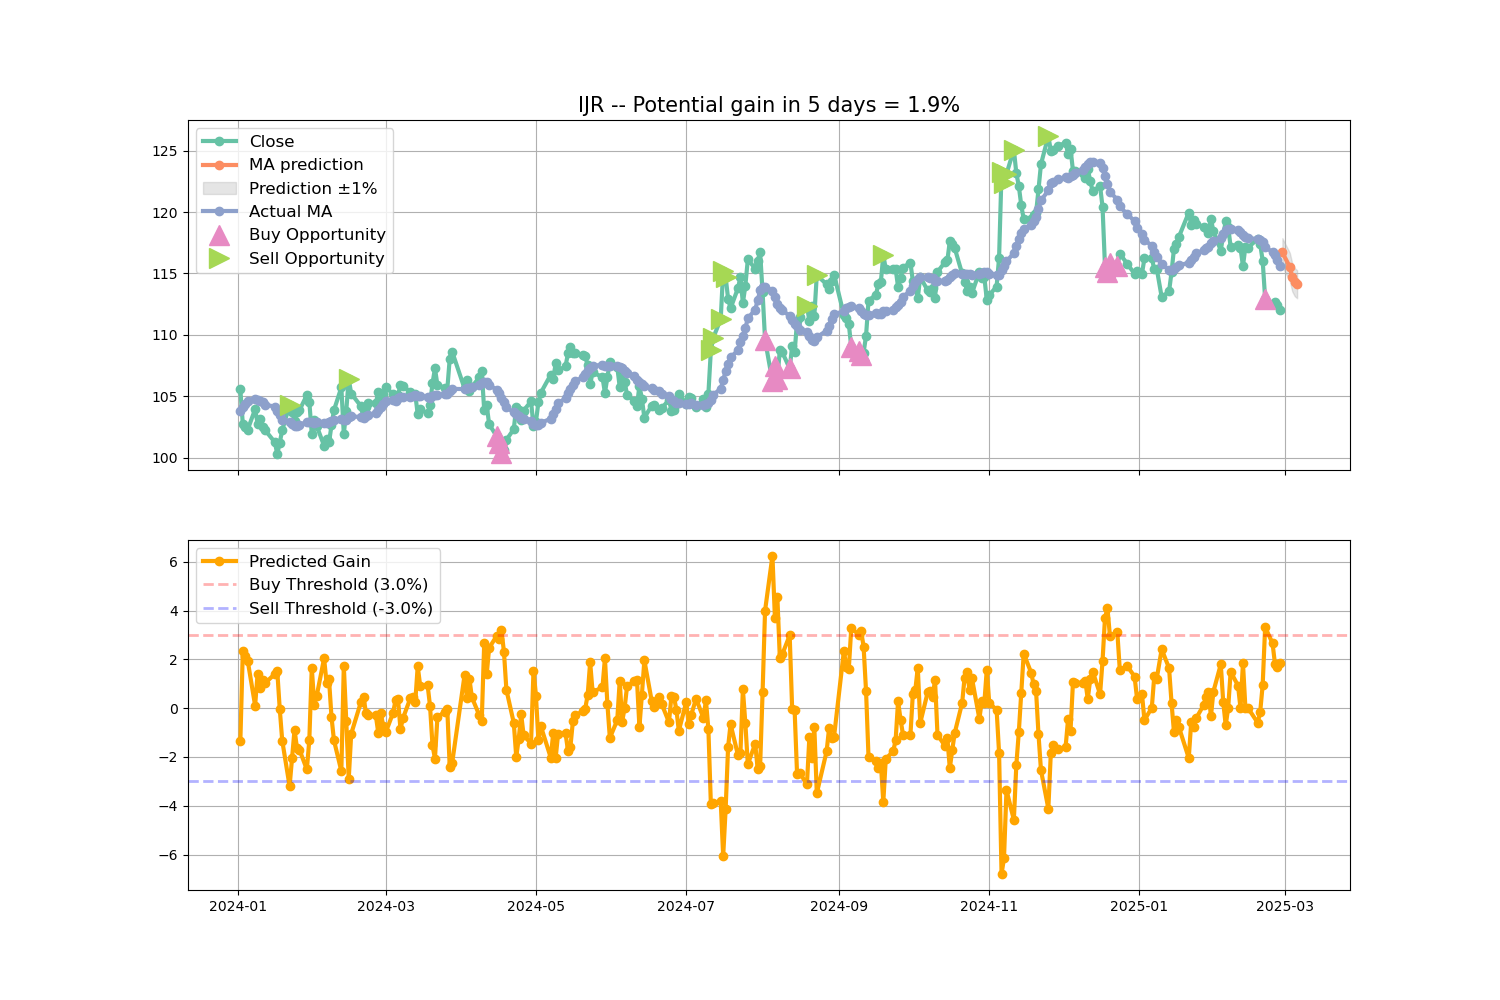 IJR -- Potential gain in 5 days = 1.9%
Close
MA prediction
Prediction ±1%
Actual MA
Buy Opportunity
Sell Opportunity
125
120
115
110
105
100
Predicted Gain
Buy Threshold (3.0%)
Sell Threshold (-3.0%)
6
4
2
0
−2
−4
−6
2024-01 2024-03 2024-05 2024-07 2024-09 2024-11 2025-01 2025-03